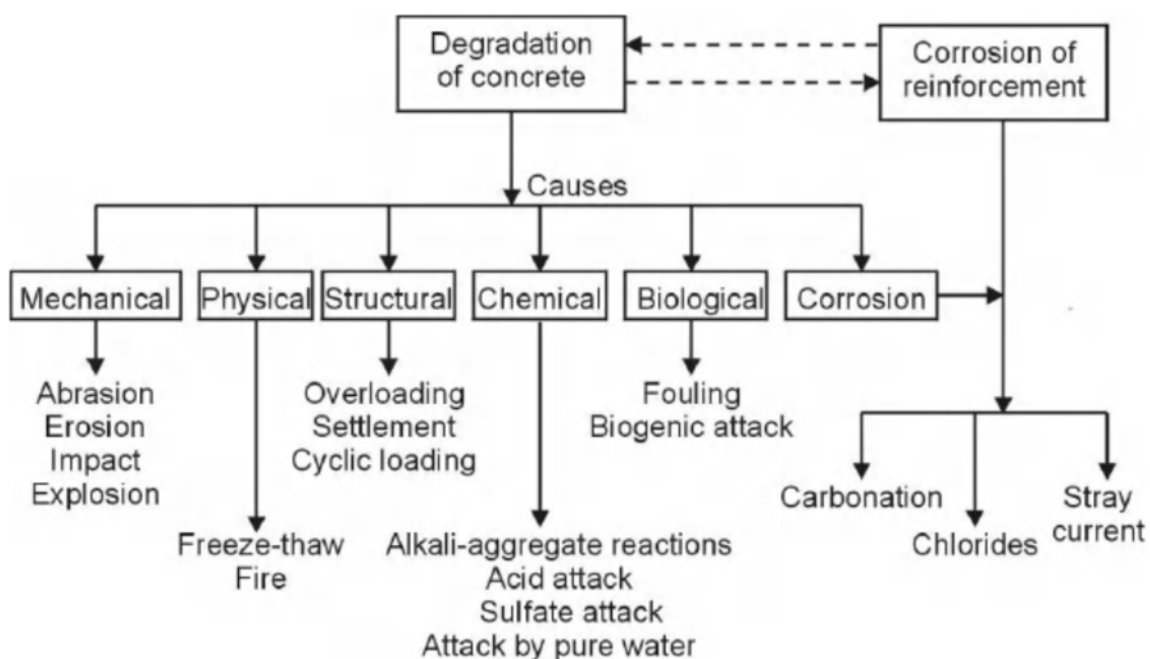 Degradation
of concrete
Corrosion of
reinforcement
Causes
Mechanical
Physical
Structural
Chemical
Biological
Corrosion
Abrasion
Erosion
Impact
Explosion
Freeze-thaw
Fire
Overloading
Settlement
Cyclic loading
Alkali-aggregate reactions
Acid attack
Sulfate attack
Attack by pure water
Fouling
Biogenic attack
Carbonation
Chlorides
Stray
current